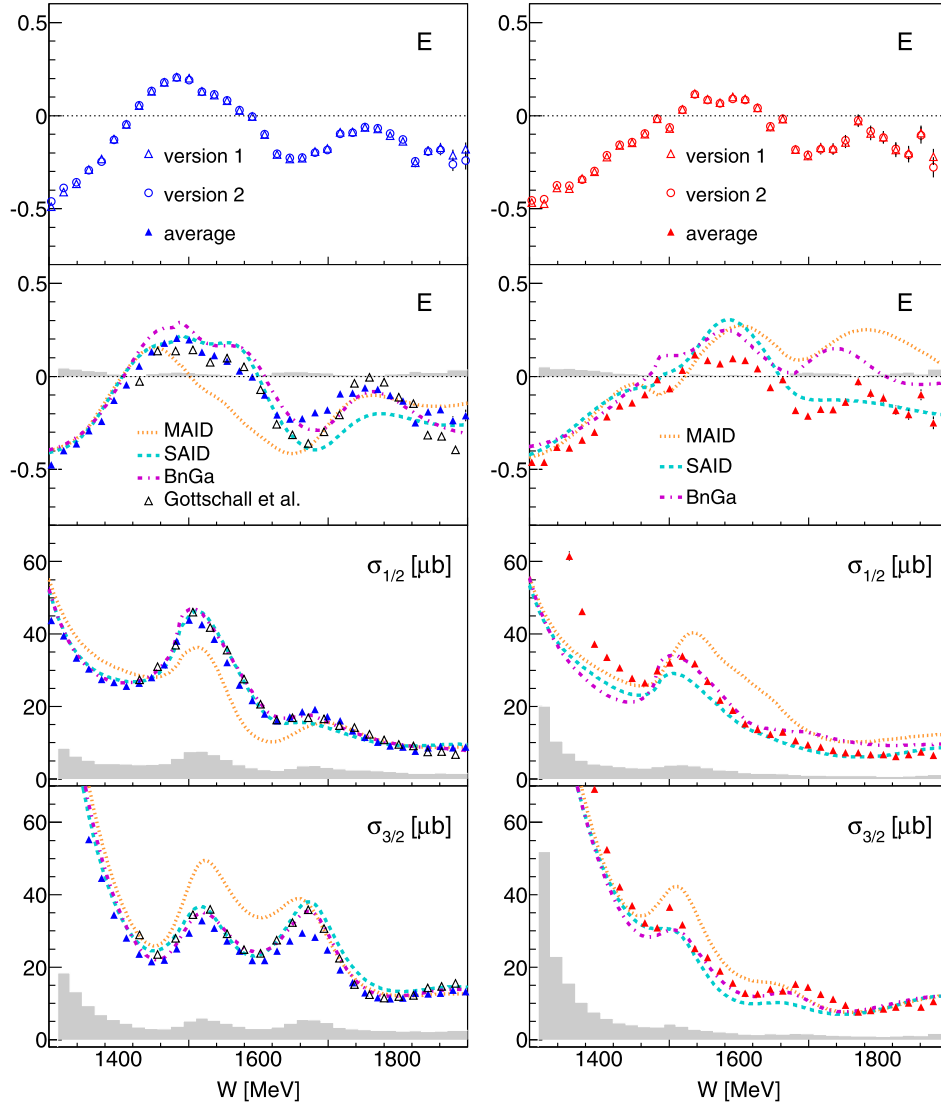 0.5
0
-0.5
E
version 1
version 2
average
E
version 1
version 2
average
0.5
0
-0.5
E
MAID
SAID
BnGa
Gottschall et al.
E
MAID
SAID
BnGa
60
40
20
0
σ1/2 [μb]
σ1/2 [μb]
60
40
20
0
σ3/2 [μb]
σ3/2 [μb]
1400 1600 1800
W [MeV]
1400 1600 1800
W [MeV]
0.5
0
-0.5
0.5
0
-0.5
60
40
20
0
60
40
20
0